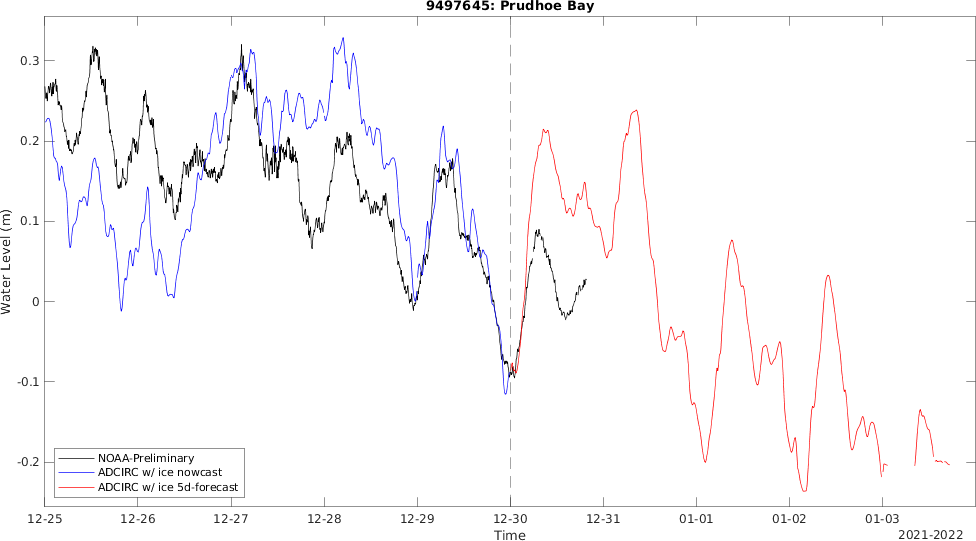 9497645: Prudhoe Bay
Water Level (m)
0.3
0.2
0.1
0
-0.1
-0.2
NOAA-Preliminary
ADCIRC w/ ice nowcast
ADCIRC w/ ice 5d-forecast
12-25 12-26 12-27 12-28 12-29 12-30 12-31 01-01 01-02 01-03
Time
2021-2022